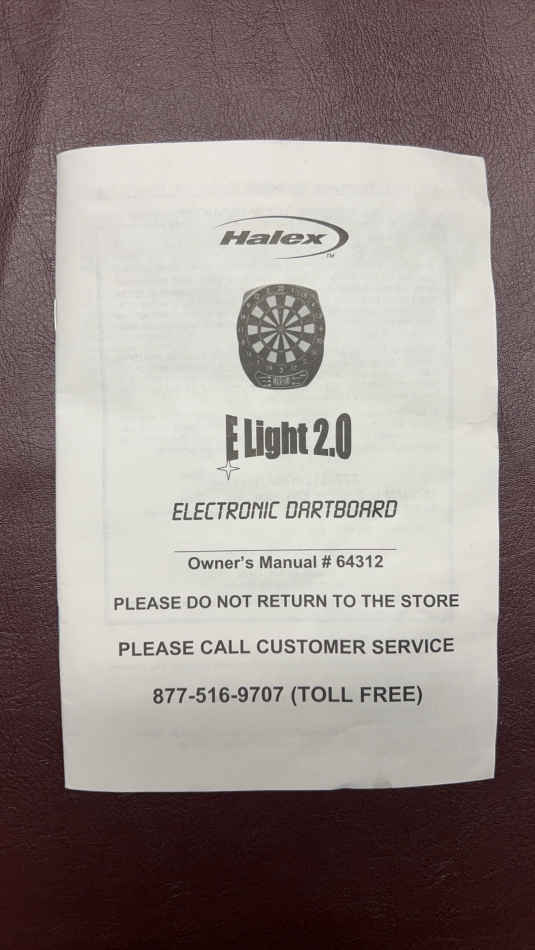 Halex™
E Light 2.0
ELECTRONIC DARTBOARD
Owner's Manual # 64312
PLEASE DO NOT RETURN TO THE STORE
PLEASE CALL CUSTOMER SERVICE
877-516-9707 (TOLL FREE)